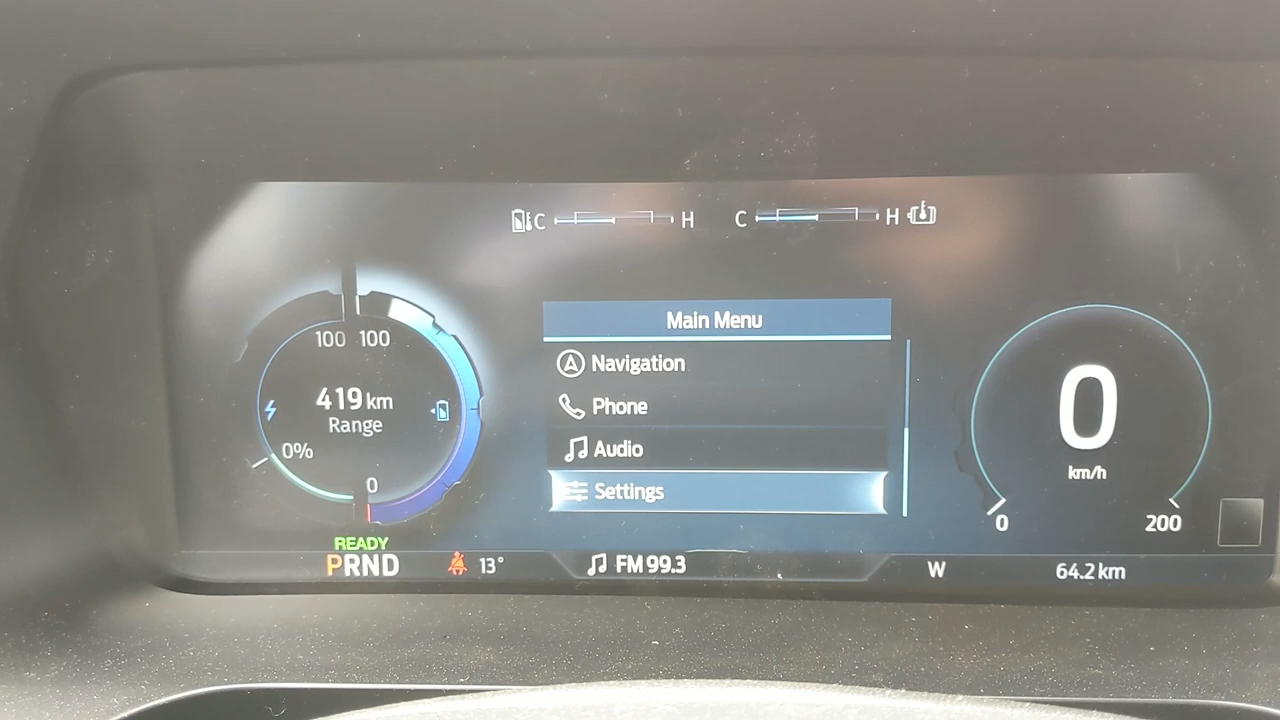 C H C H
Main Menu
Navigation
Phone
Audio
Settings
100 100
419 km
Range
0%
0
READY
PRND
13°
FM 99.3
0
km/h
0 200
W
64.2 km